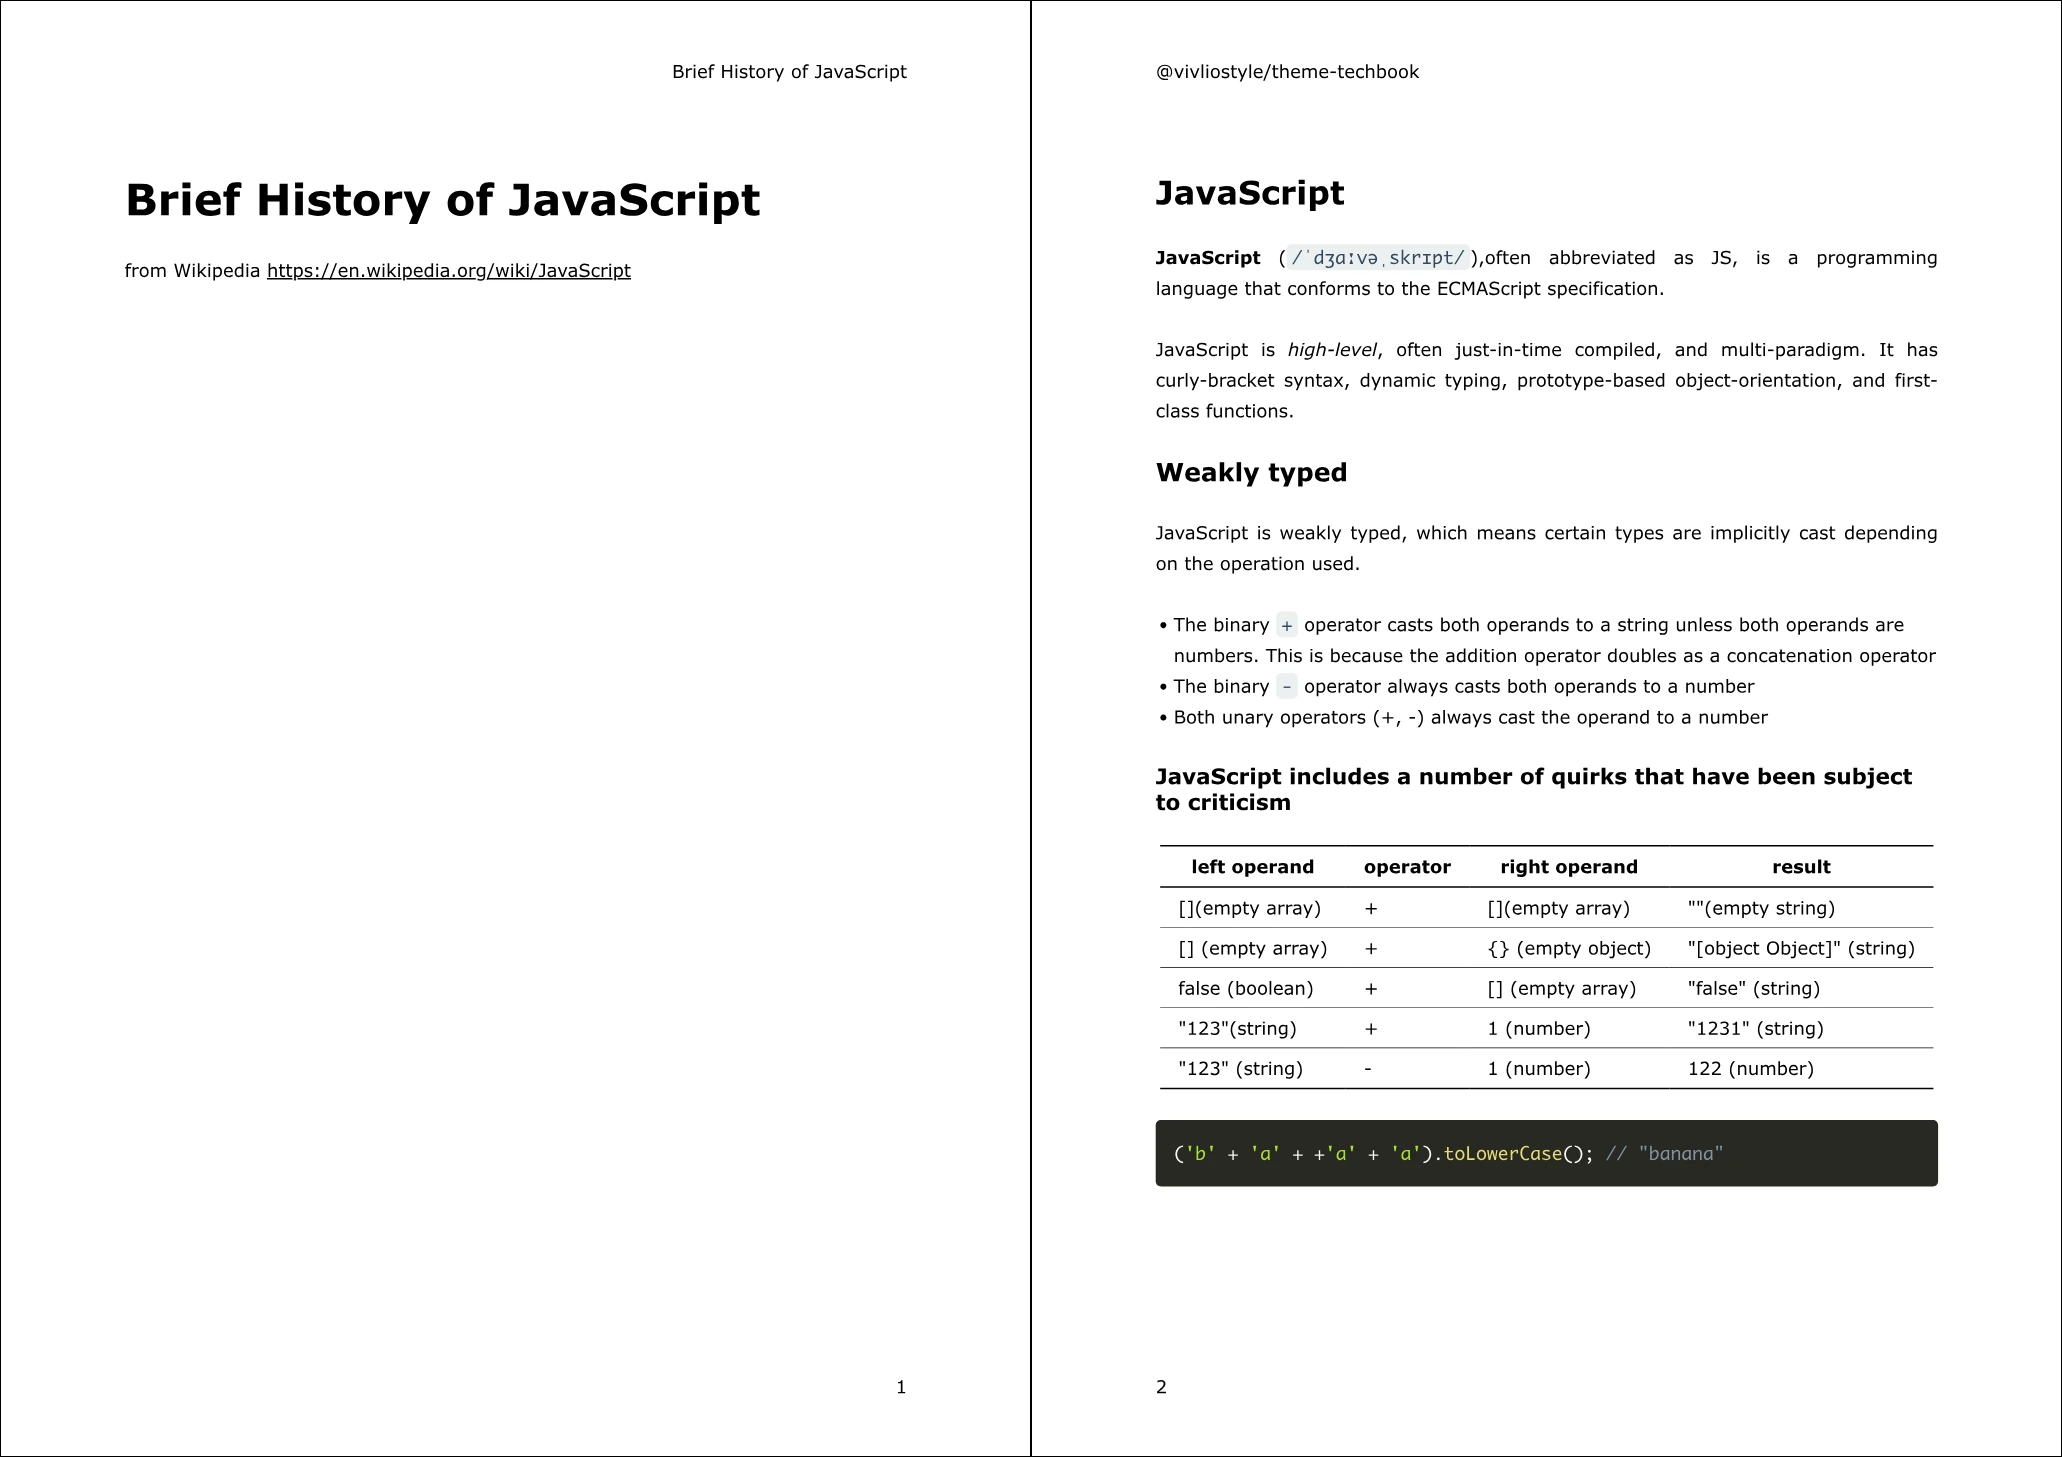 Brief History of JavaScript
Brief History of JavaScript
from Wikipedia https://en.wikipedia.org/wiki/JavaScript
1
@vivliostyle/theme-techbook
JavaScript
JavaScript (/ˈdʒɑːvəˌskrɪpt/),often abbreviated as JS, is a programming
language that conforms to the ECMAScript specification.
JavaScript is high-level, often just-in-time compiled, and multi-paradigm. It has
curly-bracket syntax, dynamic typing, prototype-based object-orientation, and first-
class functions.
Weakly typed
JavaScript is weakly typed, which means certain types are implicitly cast depending
on the operation used.
• The binary + operator casts both operands to a string unless both operands are
numbers. This is because the addition operator doubles as a concatenation operator
• The binary - operator always casts both operands to a number
• Both unary operators (+, -) always cast the operand to a number
JavaScript includes a number of quirks that have been subject
to criticism
left operand operator right operand result
[](empty array) + [](empty array) ""(empty string)
[] (empty array) + {} (empty object) "[object Object]" (string)
false (boolean) + [] (empty array) "false" (string)
"123"(string) + 1 (number) "1231" (string)
"123" (string) - 1 (number) 122 (number)
('b' + 'a' + +'a' + 'a').toLowerCase(); // "banana"
2